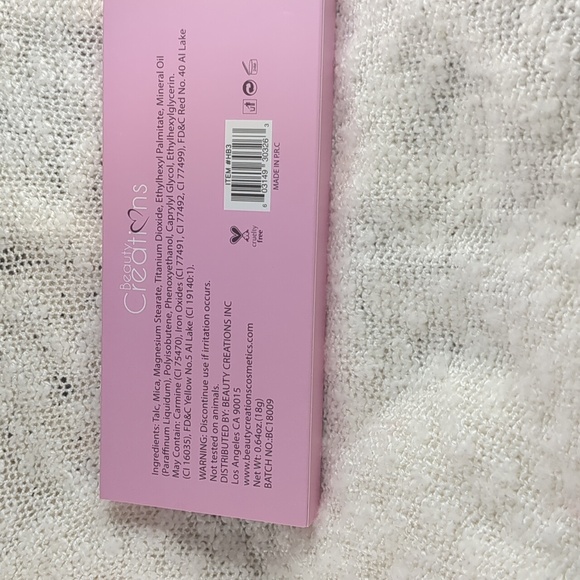 Beauty
Creations
Ingredients: Talc, Mica, Magnesium Stearate, Titanium Dioxide, Ethylhexyl Palmitate, Mineral Oil
(Paraffinum Liquidum), Polyisobutene, Phenoxyethanol, Caprylyl Glycol, Ethylhexylglycerin.
May Contain: Carmine (CI 75470), Iron Oxides (CI 77491, CI 77492, CI 77499), FD&C Red No. 40 Al Lake
(CI 16035), FD&C Yellow No.5 Al Lake (CI 19140:1).
WARNING: Discontinue use if irritation occurs.
Not tested on animals.
DISTRIBUTED BY: BEAUTY CREATIONS INC
Los Angeles CA 90015
www.beautycreationscosmetics.com
Net Wt: 0.64oz.(18g)
BATCH NO.:BC18009
cruelty
free
ITEM #HB3
6 03149 30326 3
MADE IN P.R.C